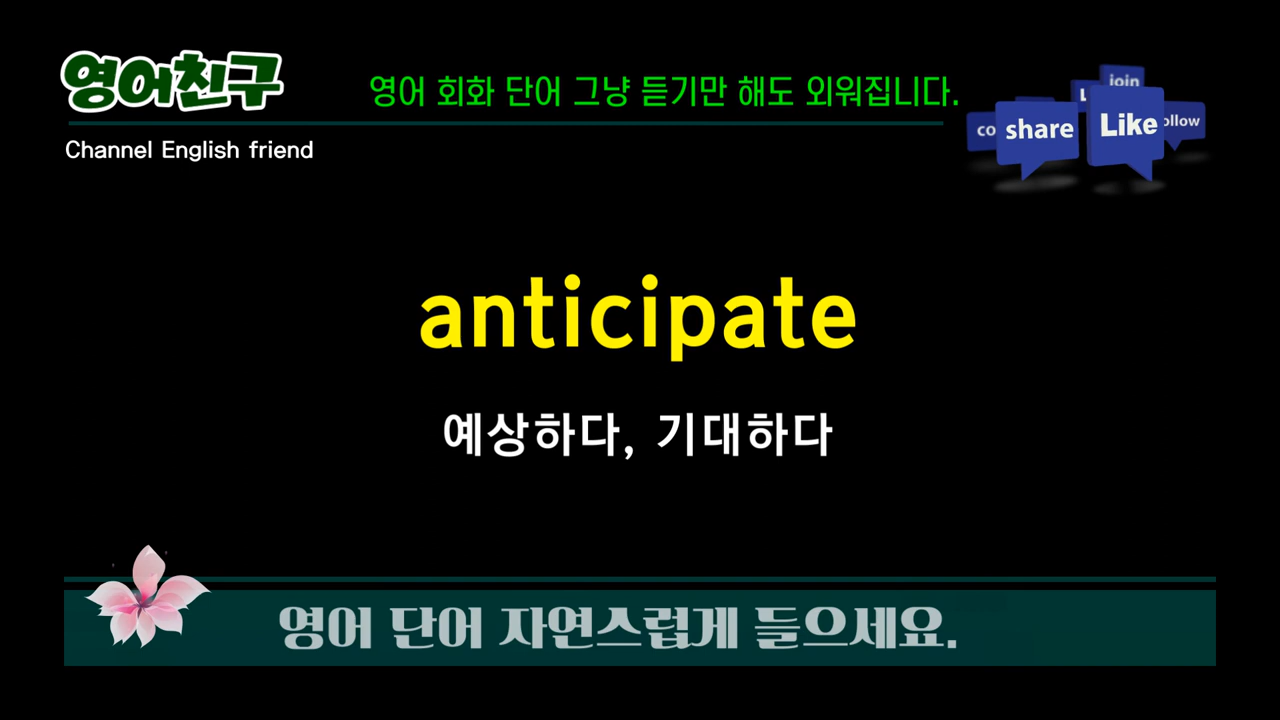 영어친구
영어 회화 단어 그냥 듣기만 해도 외워집니다.
join
share
Like
Channel English friend
anticipate
예상하다, 기대하다
영어 단어 자연스럽게 들으세요.